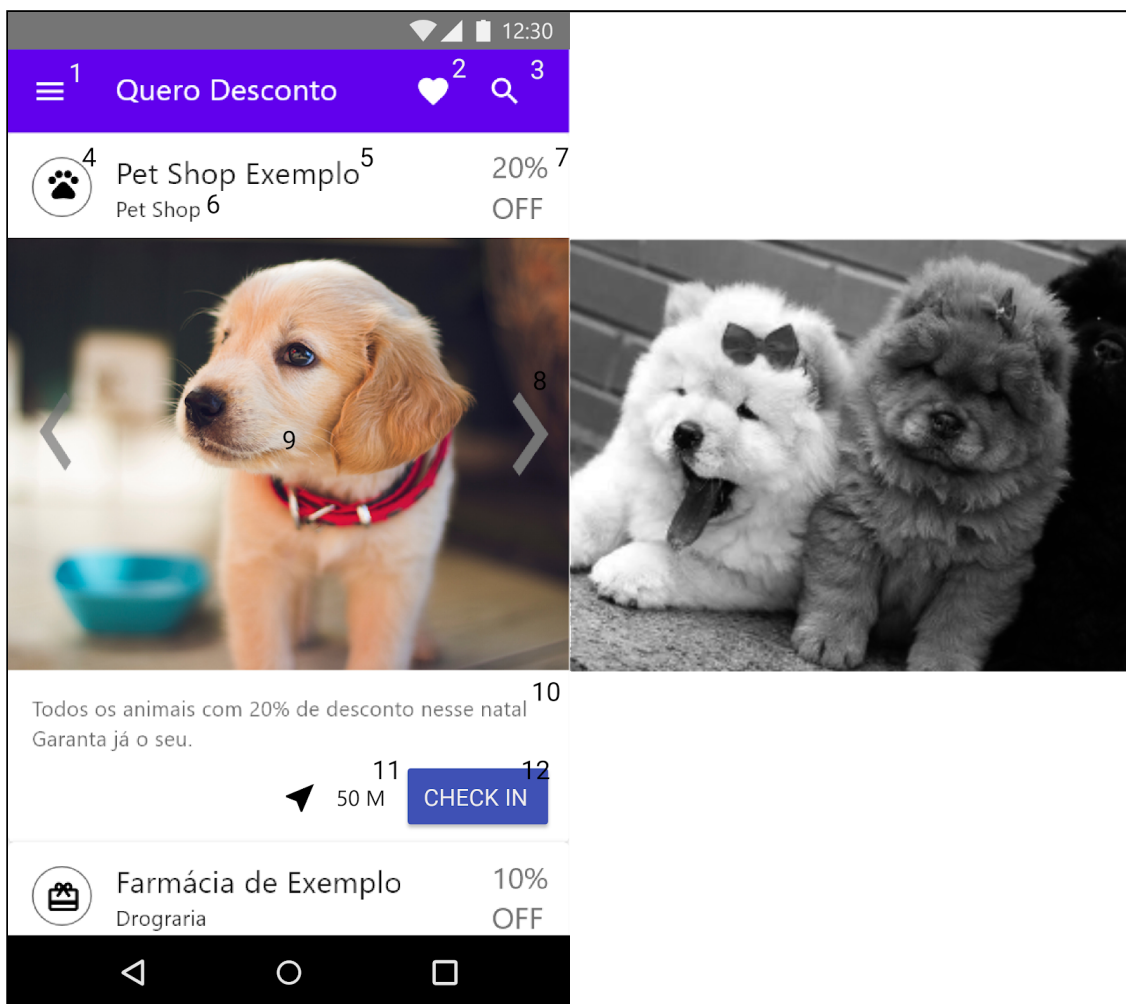 12:30
1
Quero Desconto
2
3
4
Pet Shop Exemplo 5
20% 7
Pet Shop 6
OFF
8
9
10
Todos os animais com 20% de desconto nesse natal
Garanta já o seu.
11
12
50 M
CHECK IN
Farmácia de Exemplo
10%
Drograria
OFF